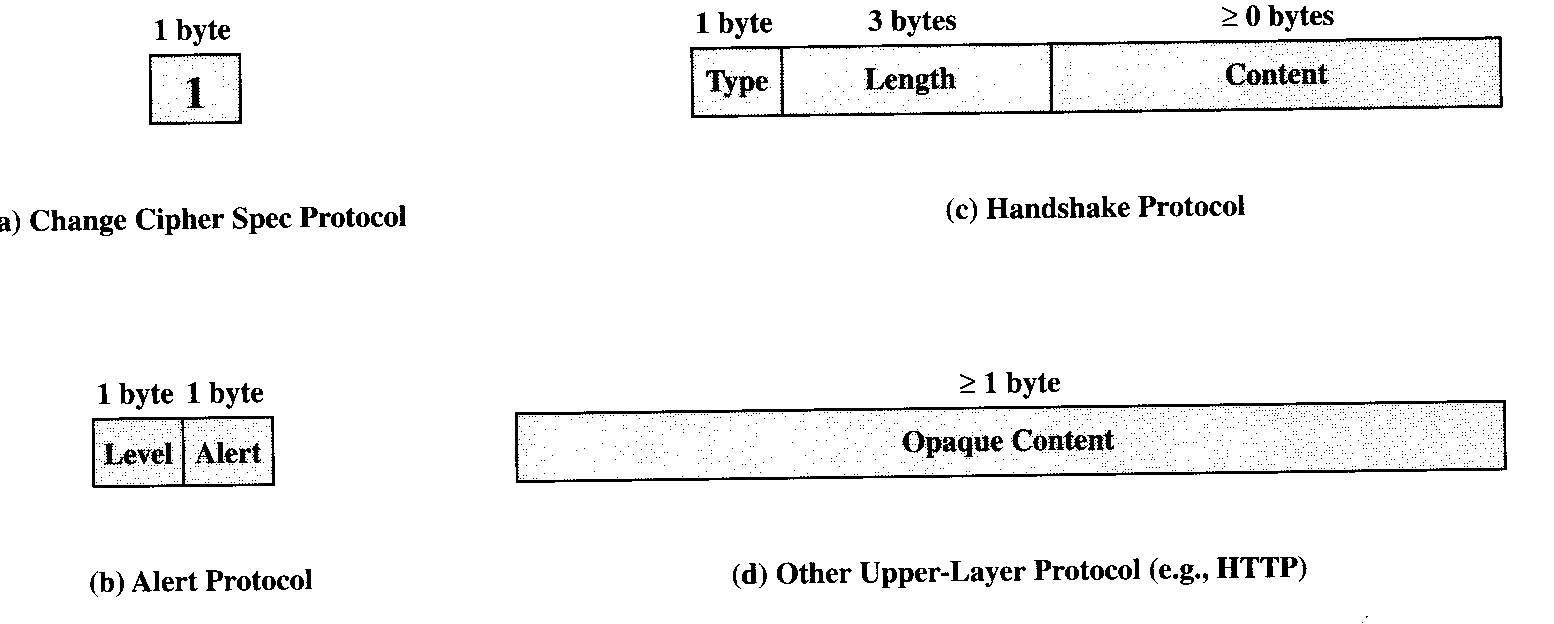 1 byte
1
a) Change Cipher Spec Protocol
1 byte 3 bytes ≥ 0 bytes
Type Length Content
(c) Handshake Protocol
1 byte 1 byte
Level Alert
(b) Alert Protocol
≥ 1 byte
Opaque Content
(d) Other Upper-Layer Protocol (e.g., HTTP)